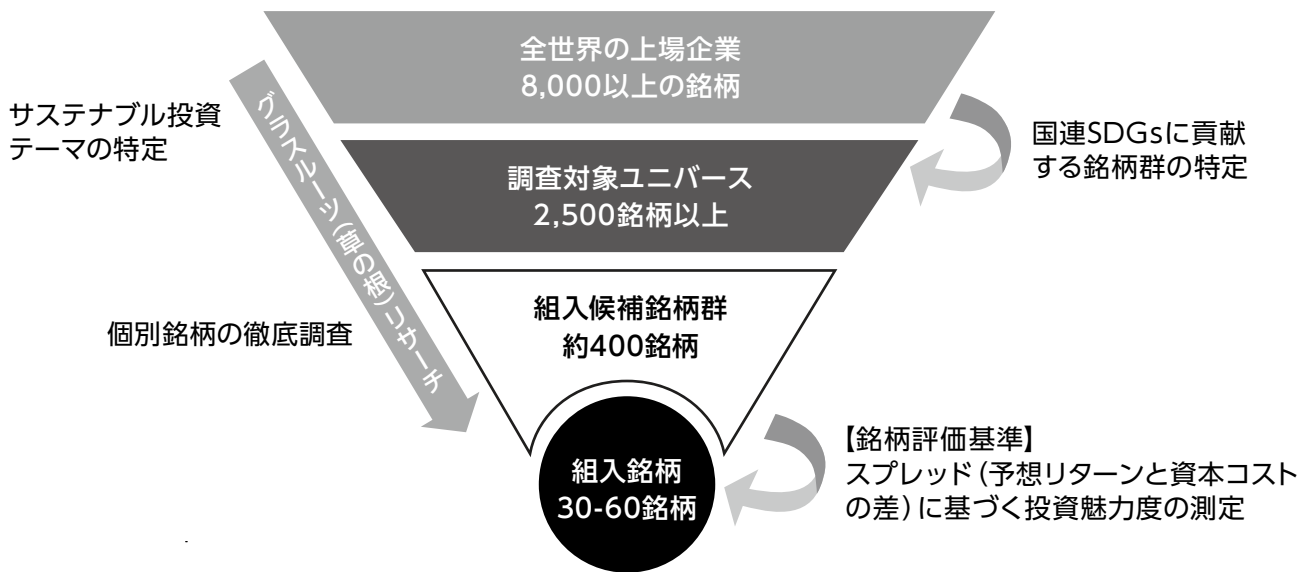 全世界の上場企業
8,000以上の銘柄
サステナブル投資
テーマの特定
グラスルーツ(草の根)リサーチ
国連SDGsに貢献
する銘柄群の特定
調査対象ユニバース
2,500銘柄以上
組入候補銘柄群
約400銘柄
個別銘柄の徹底調査
組入銘柄
30-60銘柄
【銘柄評価基準】
スプレッド(予想リターンと資本コスト
の差)に基づく投資魅力度の測定